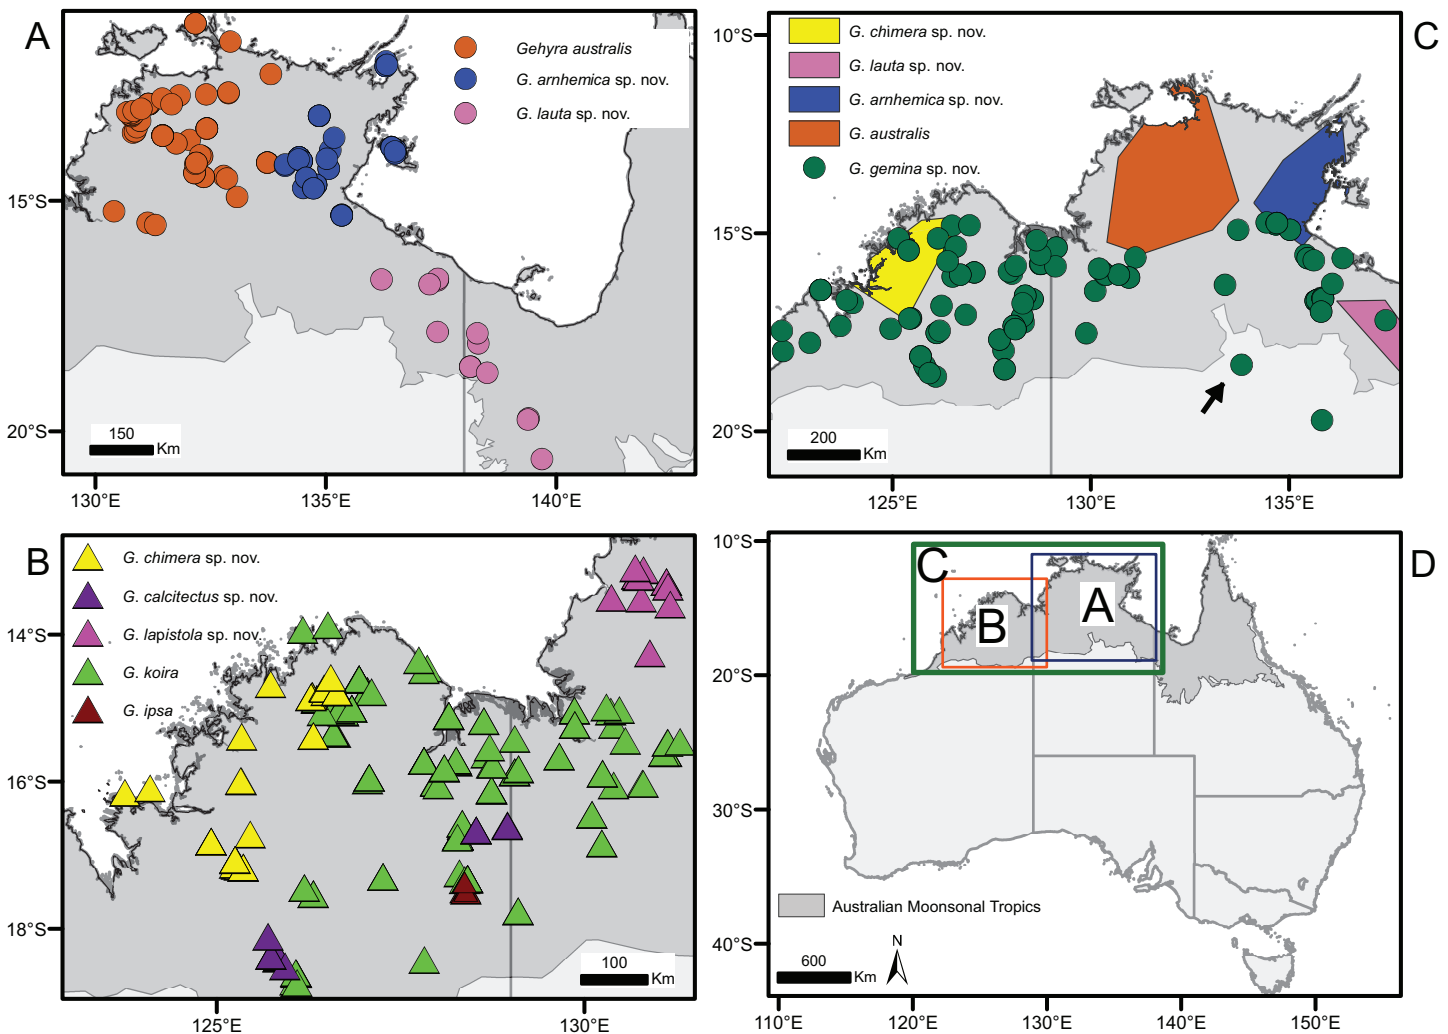 A
Gehyra australis
G. arnhemica sp. nov.
G. lauta sp. nov.
15°S
20°S
150
Km
130°E
135°E
140°E
C
10°S
15°S
20°S
G. chimera sp. nov.
G. lauta sp. nov.
G. arnhemica sp. nov.
G. australis
G. gemina sp. nov.
200
Km
125°E
130°E
135°E
B
G. chimera sp. nov.
G. calcitectus sp. nov.
G. lapistola sp. nov.
G. koira
G. ipsa
14°S
16°S
18°S
100
Km
125°E
130°E
D
10°S
20°S
30°S
40°S
C
B
A
Australian Moonsonal Tropics
N
600
Km
110°E
120°E
130°E
140°E
150°E